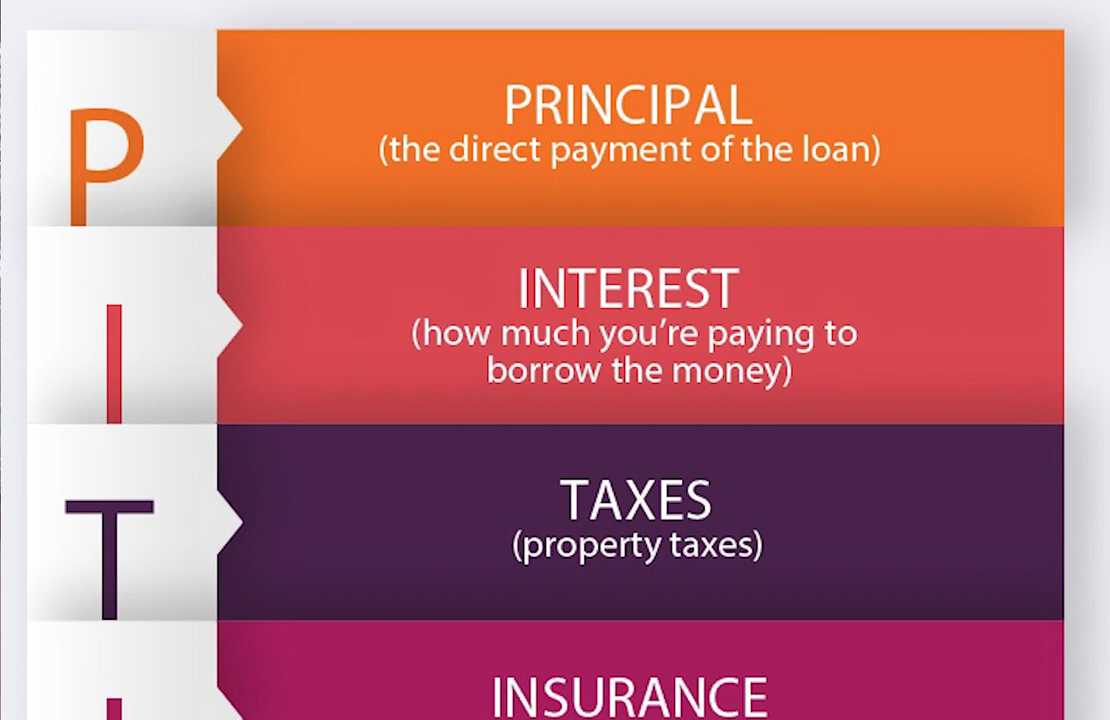 P
PRINCIPAL
(the direct payment of the loan)
I
INTEREST
(how much you’re paying to
borrow the money)
T
TAXES
(property taxes)
I
INSURANCE